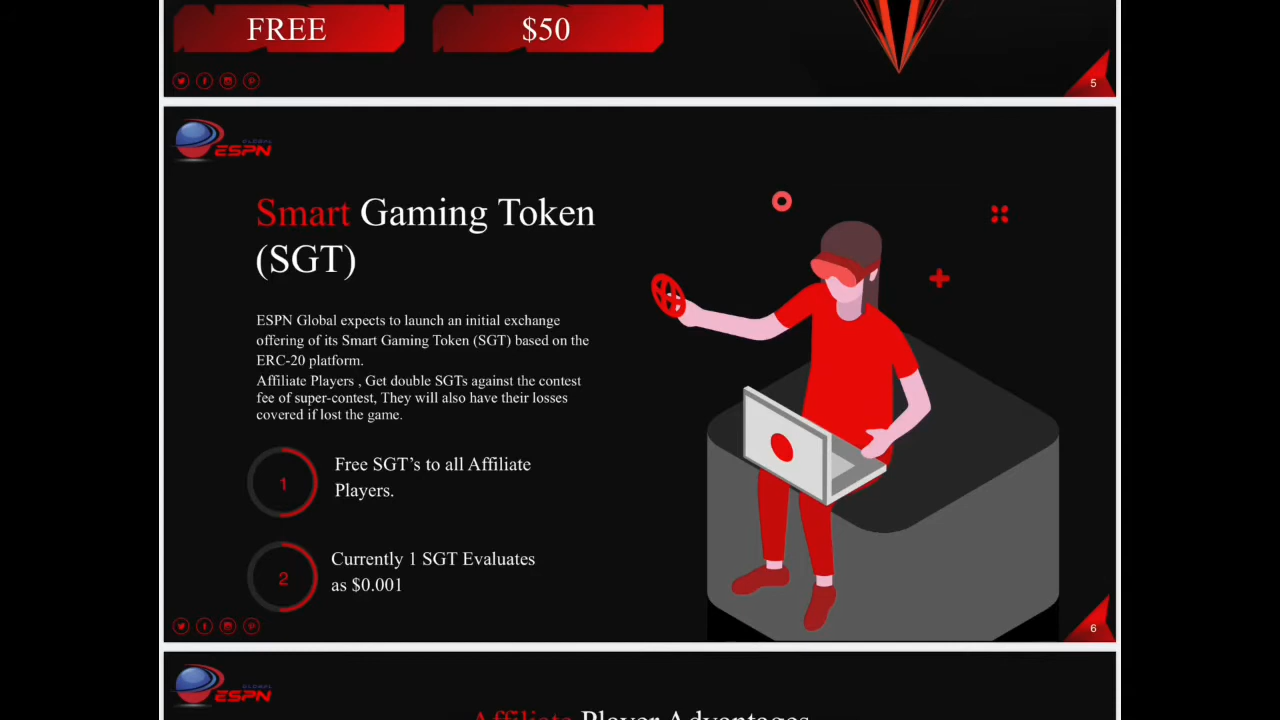 FREE
$50
5
GLOBAL
ESPN
Smart Gaming Token
(SGT)
ESPN Global expects to launch an initial exchange
offering of its Smart Gaming Token (SGT) based on the
ERC-20 platform.
Affiliate Players , Get double SGTs against the contest
fee of super-contest, They will also have their losses
covered if lost the game.
1
Free SGT’s to all Affiliate
Players.
2
Currently 1 SGT Evaluates
as $0.001
6
GLOBAL
ESPN
Affiliate Player Advantages